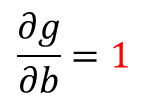 ∂g/∂b = 1